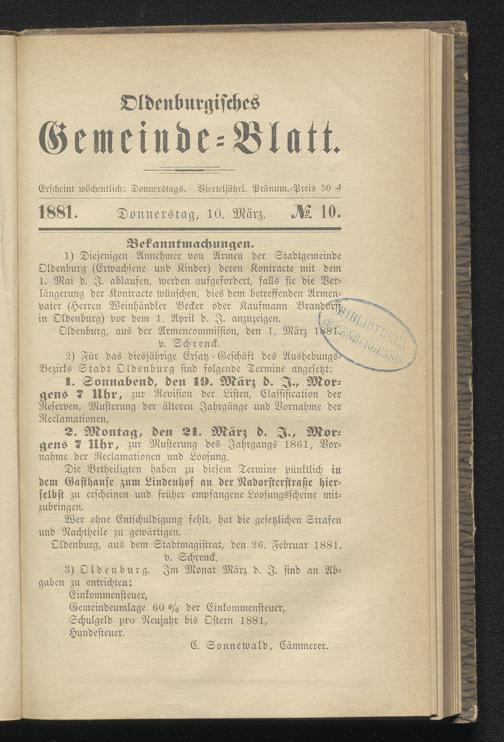 Oldenburgisches
Gemeinde-Blatt.
Erscheint wöchentlich: Donnerstags. Vierteljährl. Pränum.-Preis 50 ₰
1881. Donnerstag, 10. März. № 10.
Bekanntmachungen.
1) Diejenigen Annehmer von Armen der Stadtgemeinde
Oldenburg (Erwachsene und Kinder) deren Kontracte mit dem
1. Mai d. J. ablaufen, werden aufgefordert, falls sie die Ver-
längerung der Kontracte wünschen, dies dem betreffenden Armen-
vater (Herren Weinhändler Becker oder Kaufmann Brandorff
in Oldenburg) vor dem 1. April d. J. anzuzeigen.
Oldenburg, aus der Armencommission, den 1. März 1881.
v. Schrenck.
2) Für das diesjährige Ersatz-Geschäft des Aushebungs-
Bezirks Stadt Oldenburg sind folgende Termine angesetzt:
1. Sonnabend, den 19. März d. J., Mor-
gens 7 Uhr, zur Revision der Listen, Classification der
Reserven, Musterung der älteren Jahrgänge und Vornahme der
Reclamationen,
2. Montag, den 21. März d. J., Mor-
gens 7 Uhr, zur Musterung des Jahrgangs 1861, Vor-
nahme der Reclamationen und Loosung.
Die Betheiligten haben zu diesem Termine pünktlich in
dem Gasthause zum Lindenhof an der Nadorsterstraße hier-
selbst zu erscheinen und früher empfangene Loosungsscheine mit-
zubringen.
Wer ohne Entschuldigung fehlt, hat die gesetzlichen Strafen
und Nachtheile zu gewärtigen.
Oldenburg, aus dem Stadtmagistrat, den 26. Februar 1881.
v. Schrenck.
3) Oldenburg. Im Monat März d. J. sind an Ab-
gaben zu entrichten:
Einkommensteuer,
Gemeindeumlage 60 % der Einkommensteuer,
Schulgeld pro Neujahr bis Ostern 1881,
Hundesteuer.
C. Sonnewald, Cämmerer.
BIBLIOTHECA
OLDENBURGENSIS